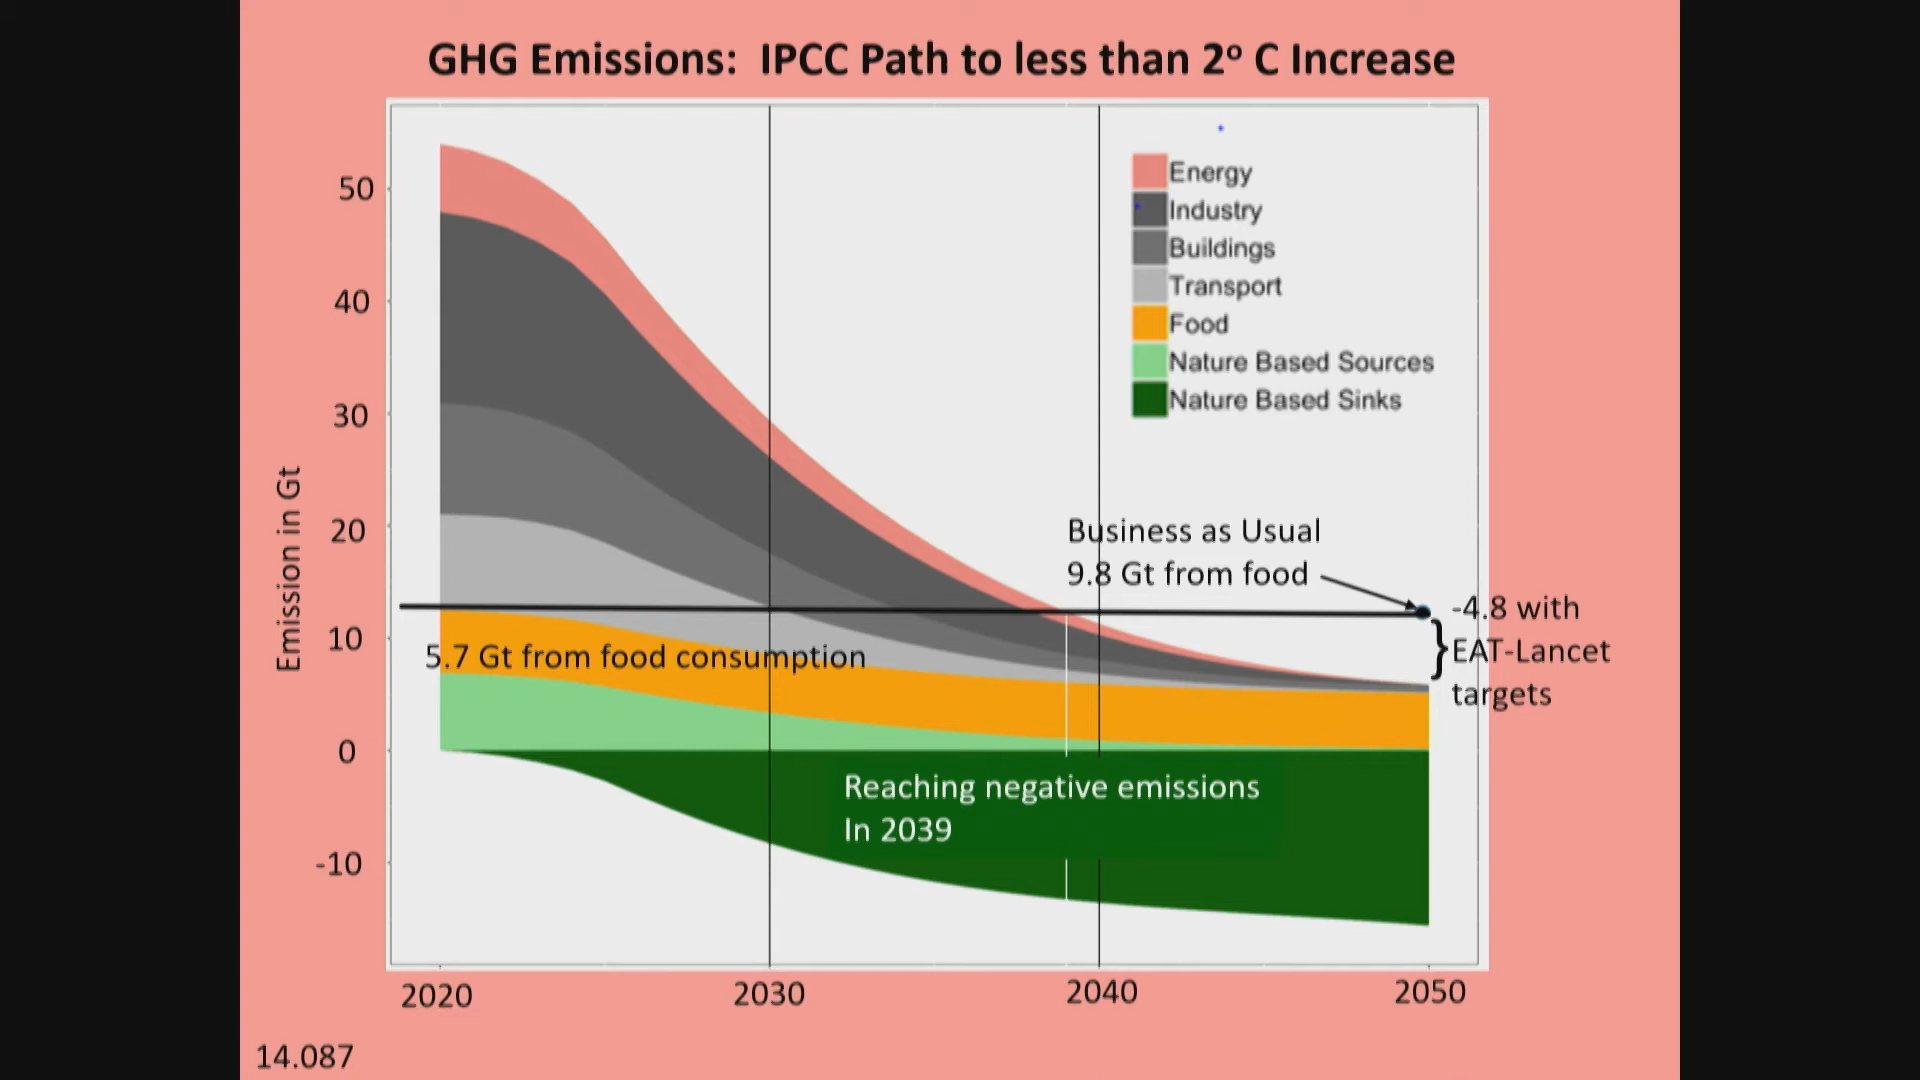 GHG Emissions: IPCC Path to less than 2º C Increase
Emission in Gt
50
40
30
20
10
0
-10
Energy
Industry
Buildings
Transport
Food
Nature Based Sources
Nature Based Sinks
Business as Usual
9.8 Gt from food
-4.8 with
EAT-Lancet
targets
5.7 Gt from food consumption
Reaching negative emissions
In 2039
2020
2030
2040
2050
14.087